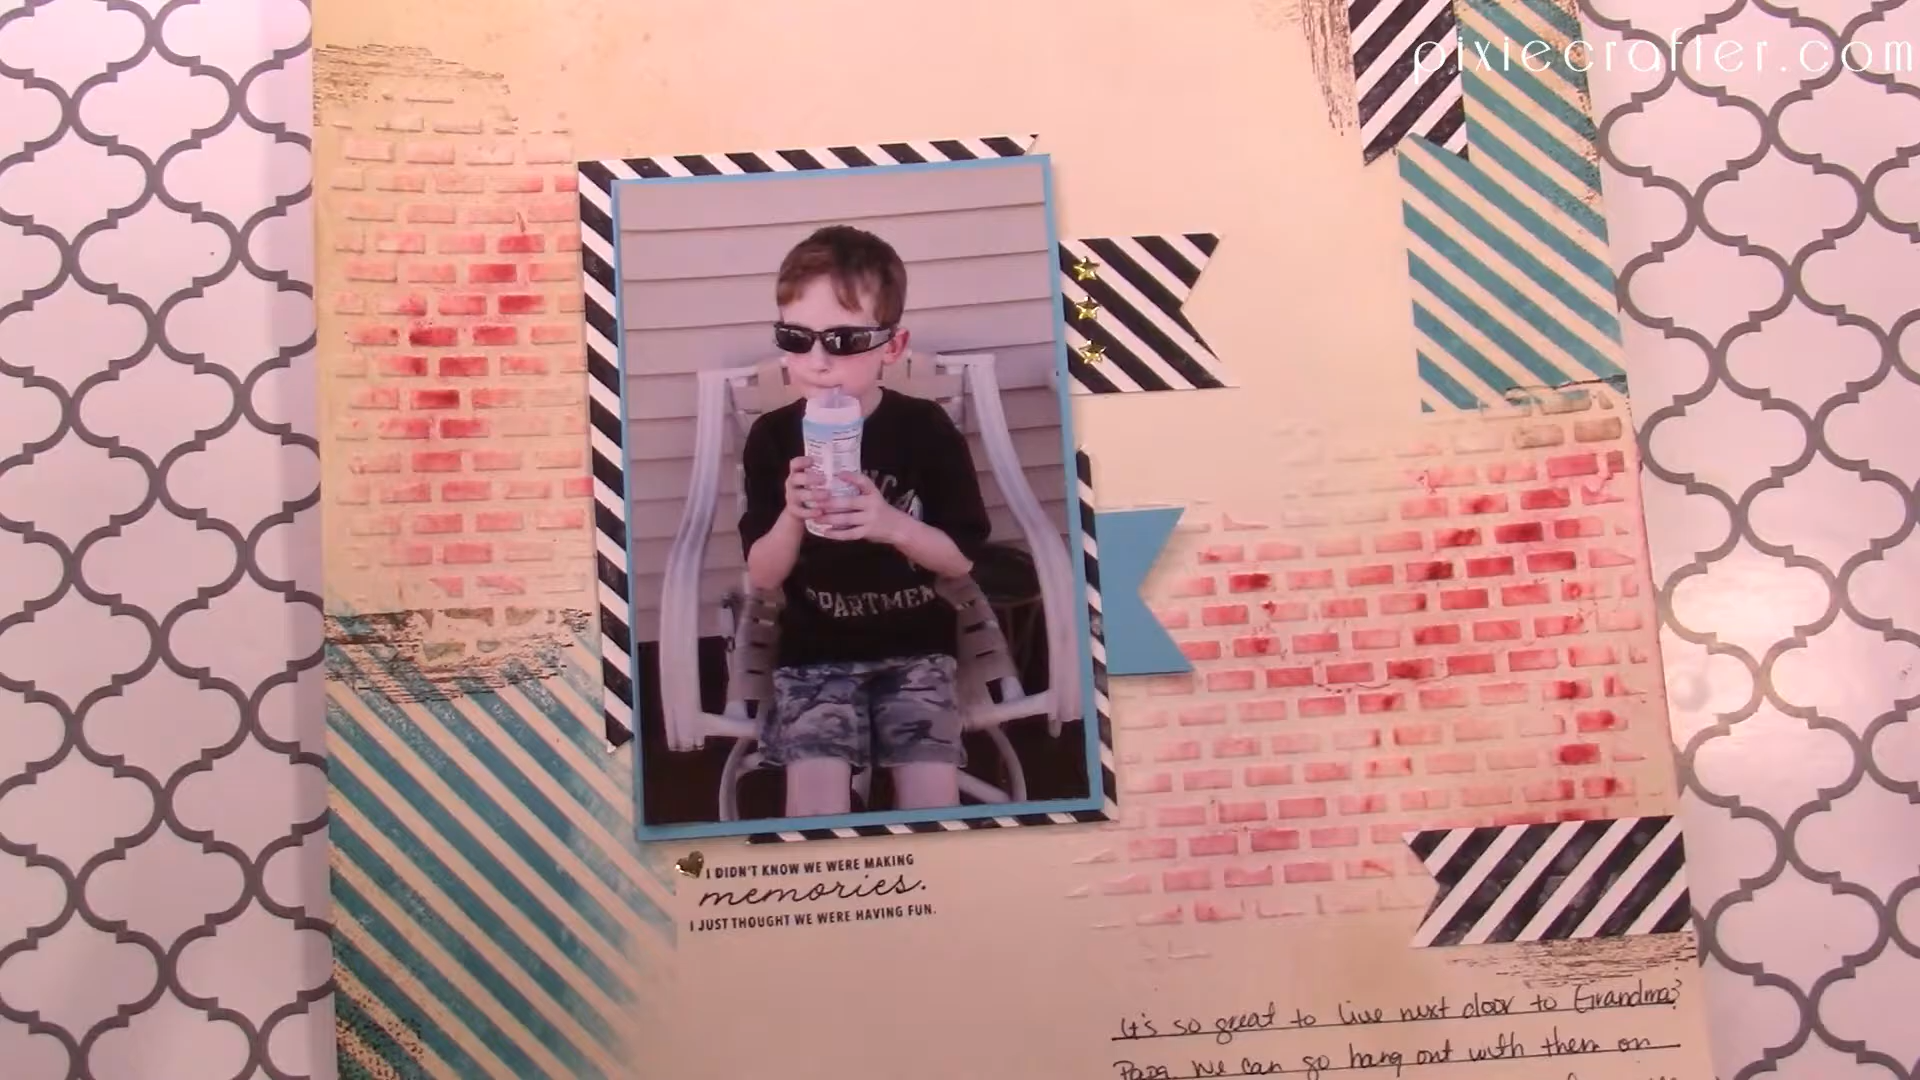 pixiecrafter.com
I DIDN'T KNOW WE WERE MAKING
memories.
I JUST THOUGHT WE WERE HAVING FUN.
It's so great to live next door to Grandma?
Papa. We can go hang out with them on